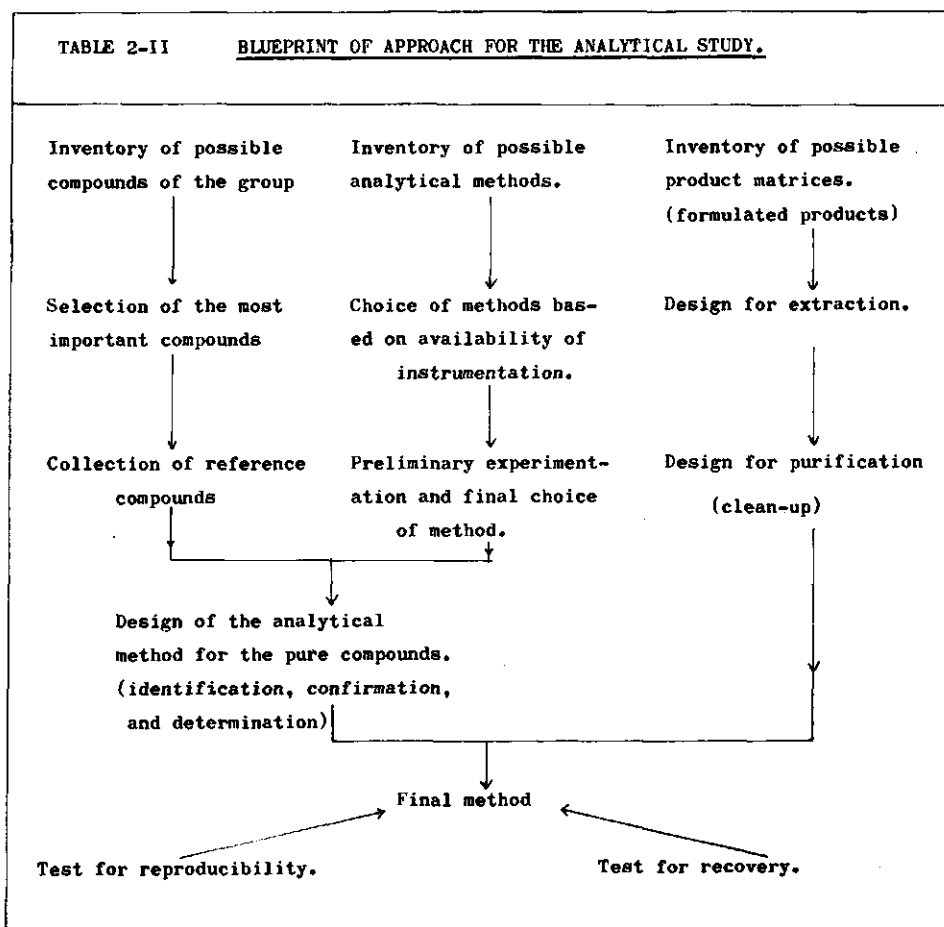 TABLE 2-II BLUEPRINT OF APPROACH FOR THE ANALYTICAL STUDY.
Inventory of possible
compounds of the group
Inventory of possible
analytical methods.
Inventory of possible
product matrices.
(formulated products)
Selection of the most
important compounds
Choice of methods bas-
ed on availability of
instrumentation.
Design for extraction.
Collection of reference
compounds
Preliminary experiment-
ation and final choice
of method.
Design for purification
(clean-up)
Design of the analytical
method for the pure compounds.
(identification, confirmation,
and determination)
Final method
Test for reproducibility.
Test for recovery.